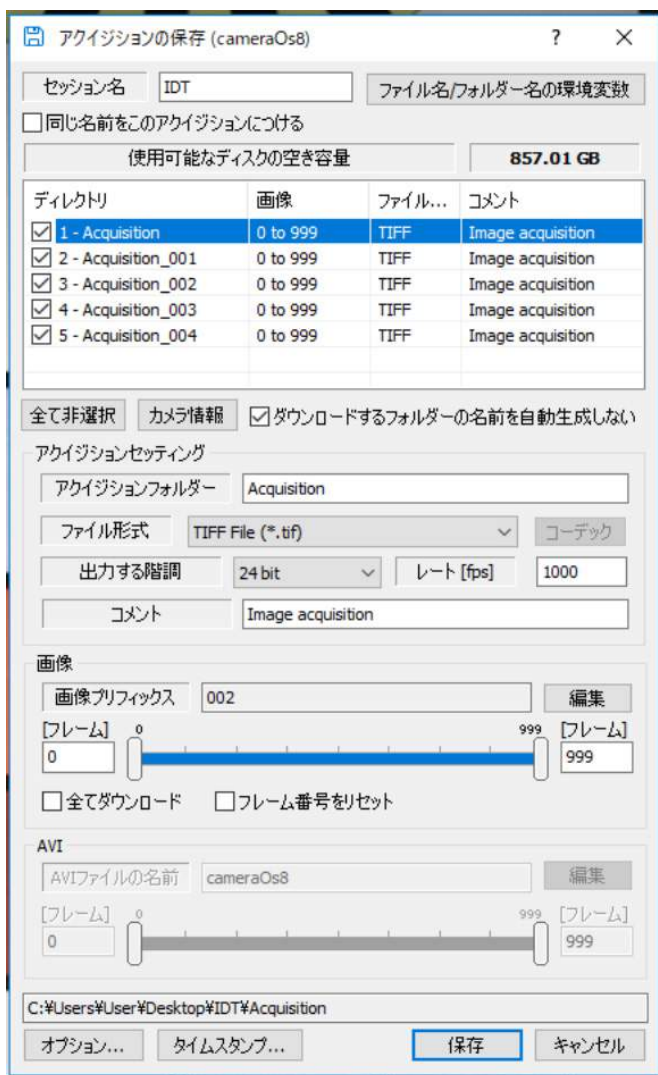 アクイジションの保存 (cameraOs8) ? ×
セッション名 IDT ファイル名/フォルダー名の環境変数
同じ名前をこのアクイジションにつける
使用可能なディスクの空き容量 857.01 GB
ディレクトリ 画像 ファイル... コメント
1 - Acquisition 0 to 999 TIFF Image acquisition
2 - Acquisition_001 0 to 999 TIFF Image acquisition
3 - Acquisition_002 0 to 999 TIFF Image acquisition
4 - Acquisition_003 0 to 999 TIFF Image acquisition
5 - Acquisition_004 0 to 999 TIFF Image acquisition
全て非選択 カメラ情報 ダウンロードするフォルダーの名前を自動生成しない
アクイジションセッティング
アクイジションフォルダー Acquisition
ファイル形式 TIFF File (*.tif) コーデック
出力する階調 24 bit レート [fps] 1000
コメント Image acquisition
画像
画像プリフィックス 002 編集
[フレーム] 0 999 [フレーム]
0 999
全てダウンロード フレーム番号をリセット
AVI
AVIファイルの名前 cameraOs8 編集
[フレーム] 0 999 [フレーム]
0 999
C:¥Users¥User¥Desktop¥IDT¥Acquisition
オプション... タイムスタンプ... 保存 キャンセル